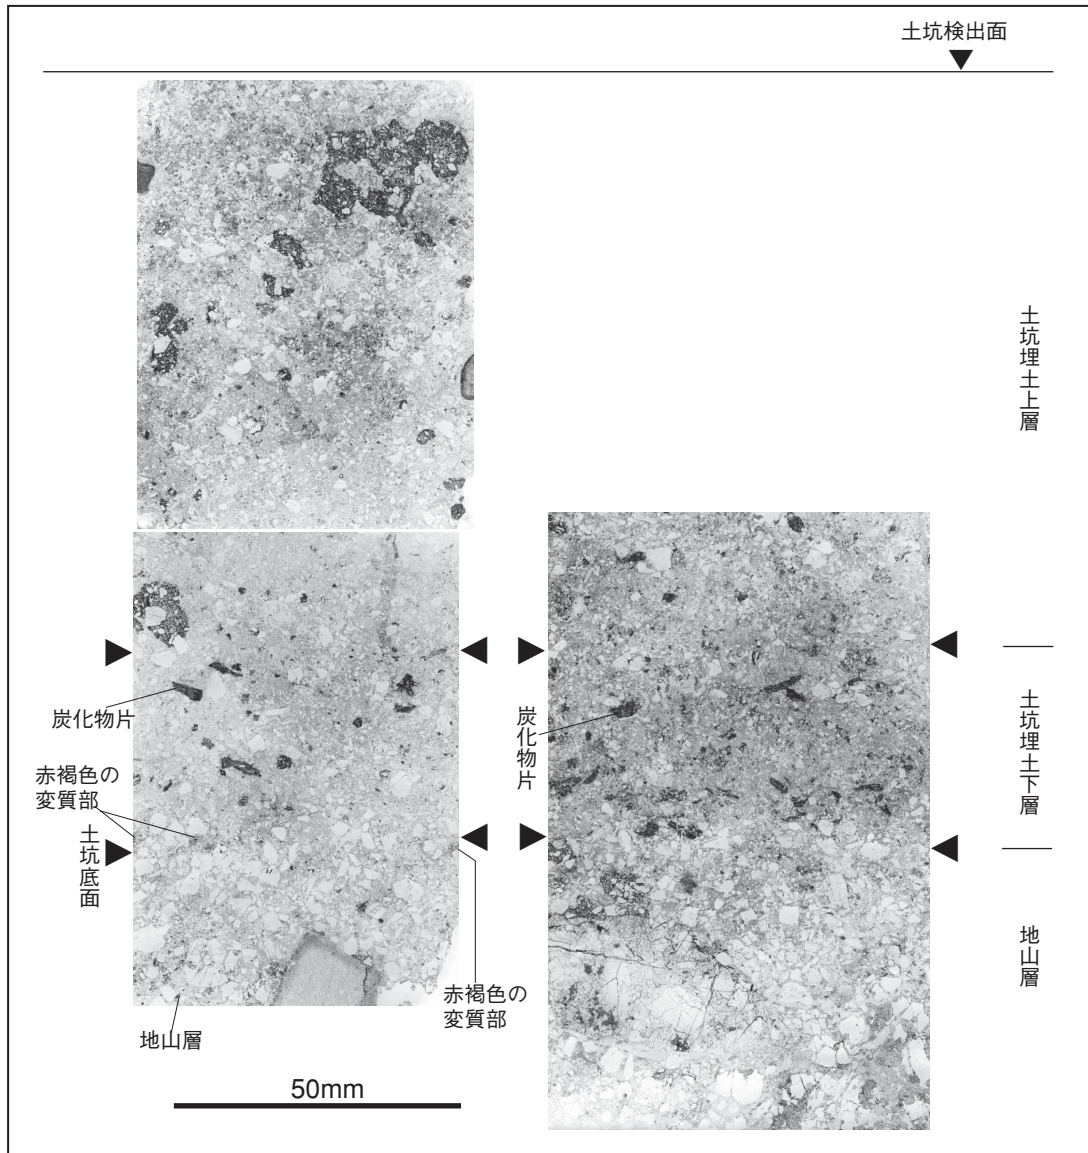 土坑検出面
土坑埋土上層
炭化物片
炭化物片
土坑埋土下層
赤褐色の
変質部
土坑底面
地山層
赤褐色の
変質部
地山層
50mm